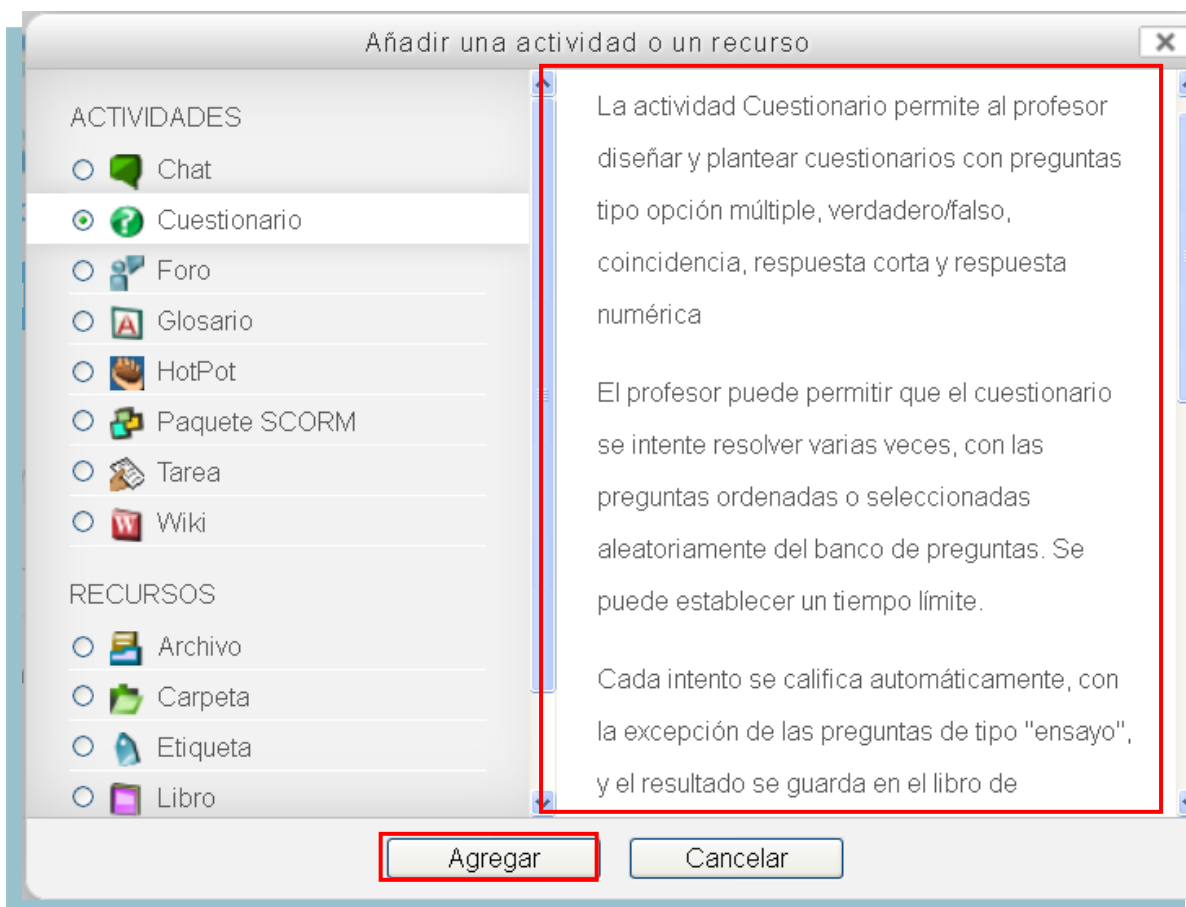 Añadir una actividad o un recurso
ACTIVIDADES
Chat
Cuestionario
Foro
Glosario
HotPot
Paquete SCORM
Tarea
Wiki
RECURSOS
Archivo
Carpeta
Etiqueta
Libro
La actividad Cuestionario permite al profesor
diseñar y plantear cuestionarios con preguntas
tipo opción múltiple, verdadero/falso,
coincidencia, respuesta corta y respuesta
numérica
El profesor puede permitir que el cuestionario
se intente resolver varias veces, con las
preguntas ordenadas o seleccionadas
aleatoriamente del banco de preguntas. Se
puede establecer un tiempo límite.
Cada intento se califica automáticamente, con
la excepción de las preguntas de tipo "ensayo",
y el resultado se guarda en el libro de
Agregar
Cancelar